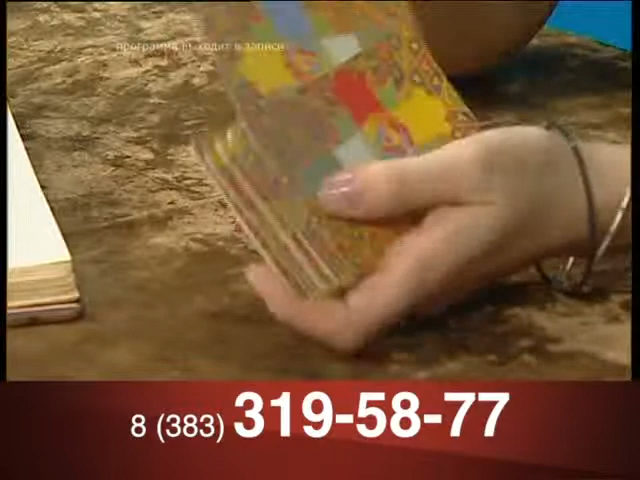 программа выходит в записи
8 (383) 319-58-77